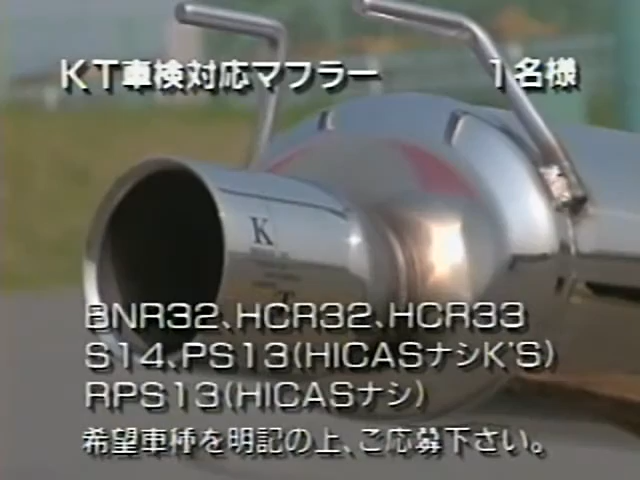 KT車検対応マフラー 1名様
K
BNR32、HCR32、HCR33
S14、PS13(HICASナシK'S)
RPS13(HICASナシ)
希望車種を明記の上、ご応募下さい。